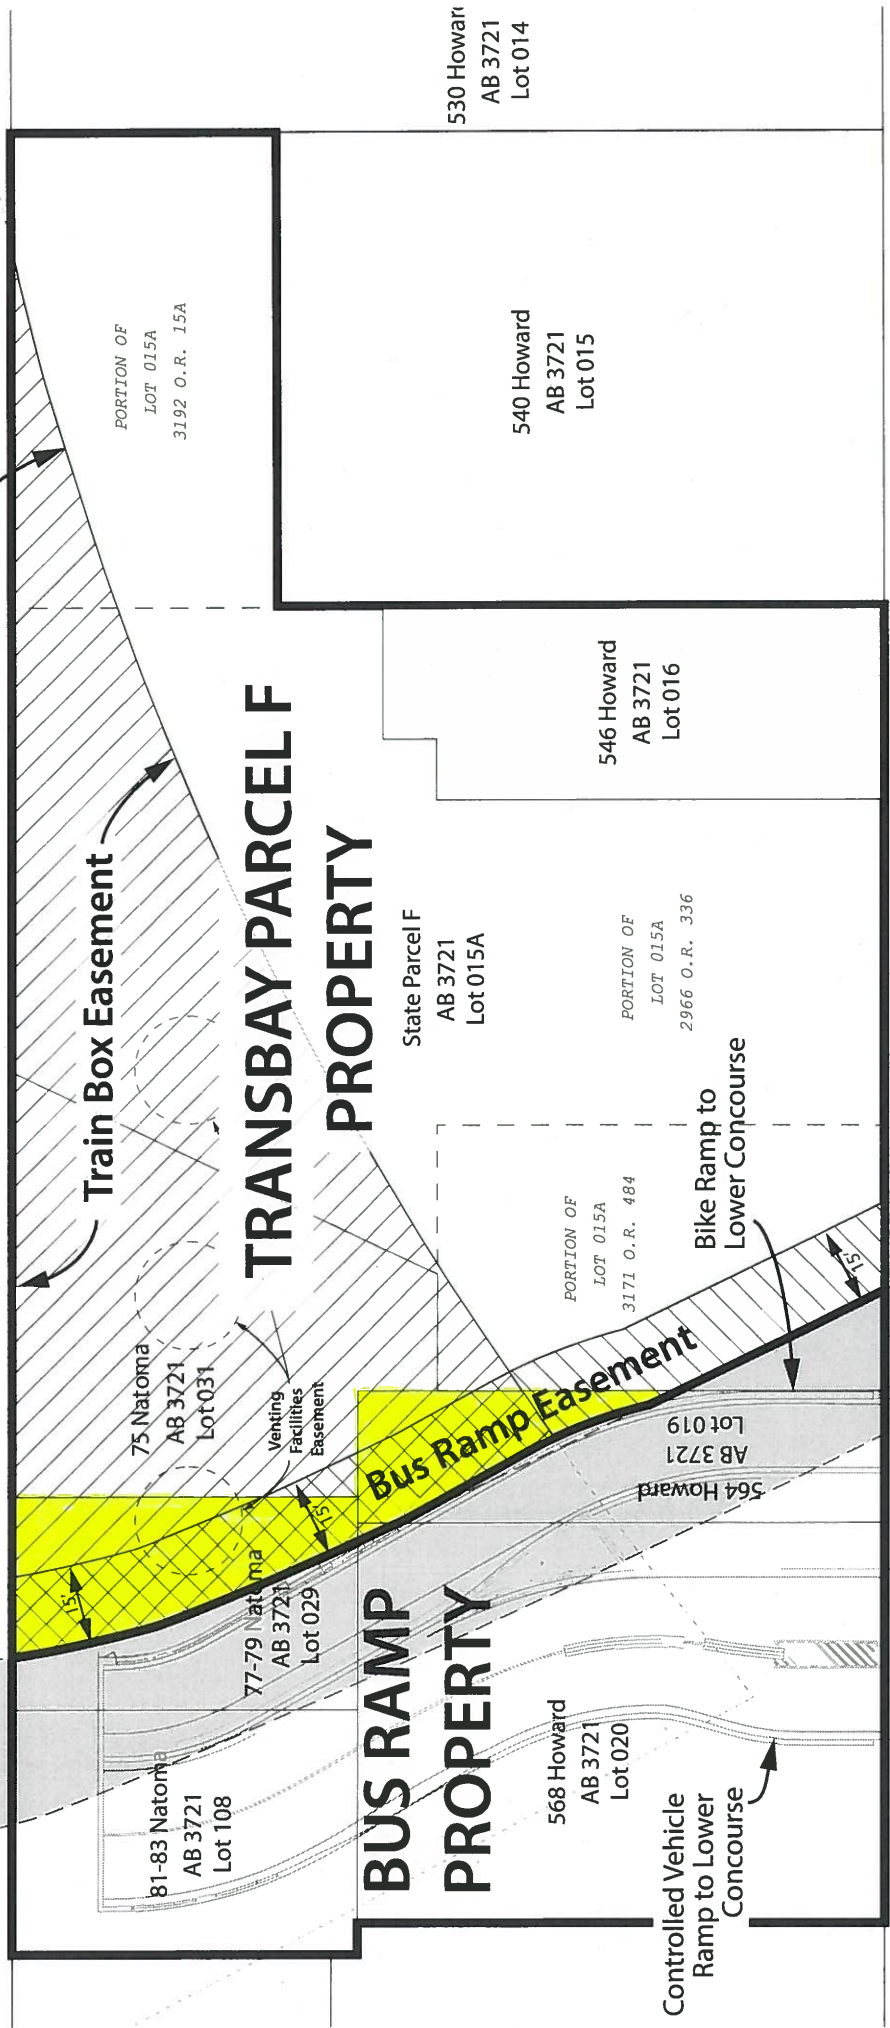 530 Howar
AB 3721
Lot 014
PORTION OF
LOT 015A
3192 O.R. 15A
540 Howard
AB 3721
Lot 015
546 Howard
AB 3721
Lot 016
Train Box Easement
TRANSBAY PARCEL F
PROPERTY
State Parcel F
AB 3721
Lot 015A
PORTION OF
LOT 015A
2966 O.R. 336
PORTION OF
LOT 015A
3171 O.R. 484
Bike Ramp to
Lower Concourse
75 Natoma
AB 3721
Lot 031
Venting
Facilities
Easement
Bus Ramp Easement
15'
15'
15'
564 Howard
AB 3721
Lot 019
77-79 Natoma
AB 3721
Lot 029
BUS RAMP
PROPERTY
81-83 Natoma
AB 3721
Lot 108
568 Howard
AB 3721
Lot 020
Controlled Vehicle
Ramp to Lower
Concourse